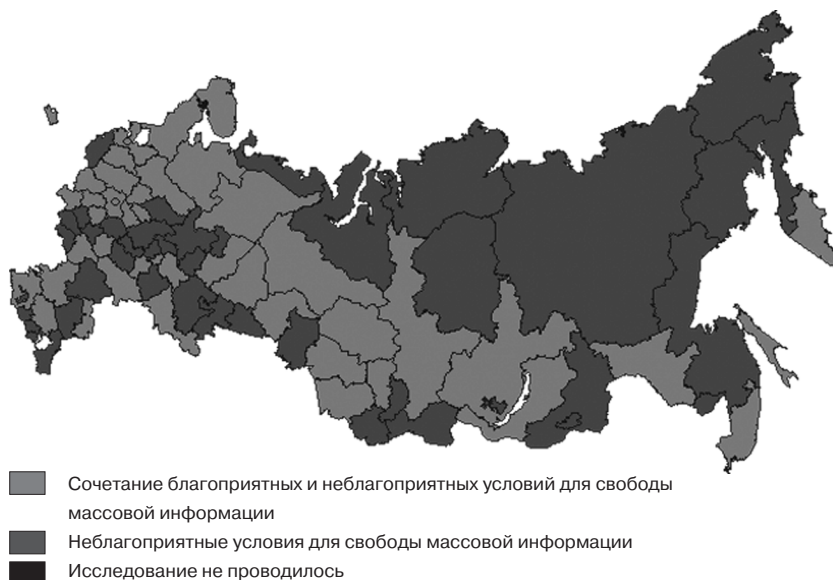 Сочетание благоприятных и неблагоприятных условий для свободы
массовой информации
Неблагоприятные условия для свободы массовой информации
Исследование не проводилось